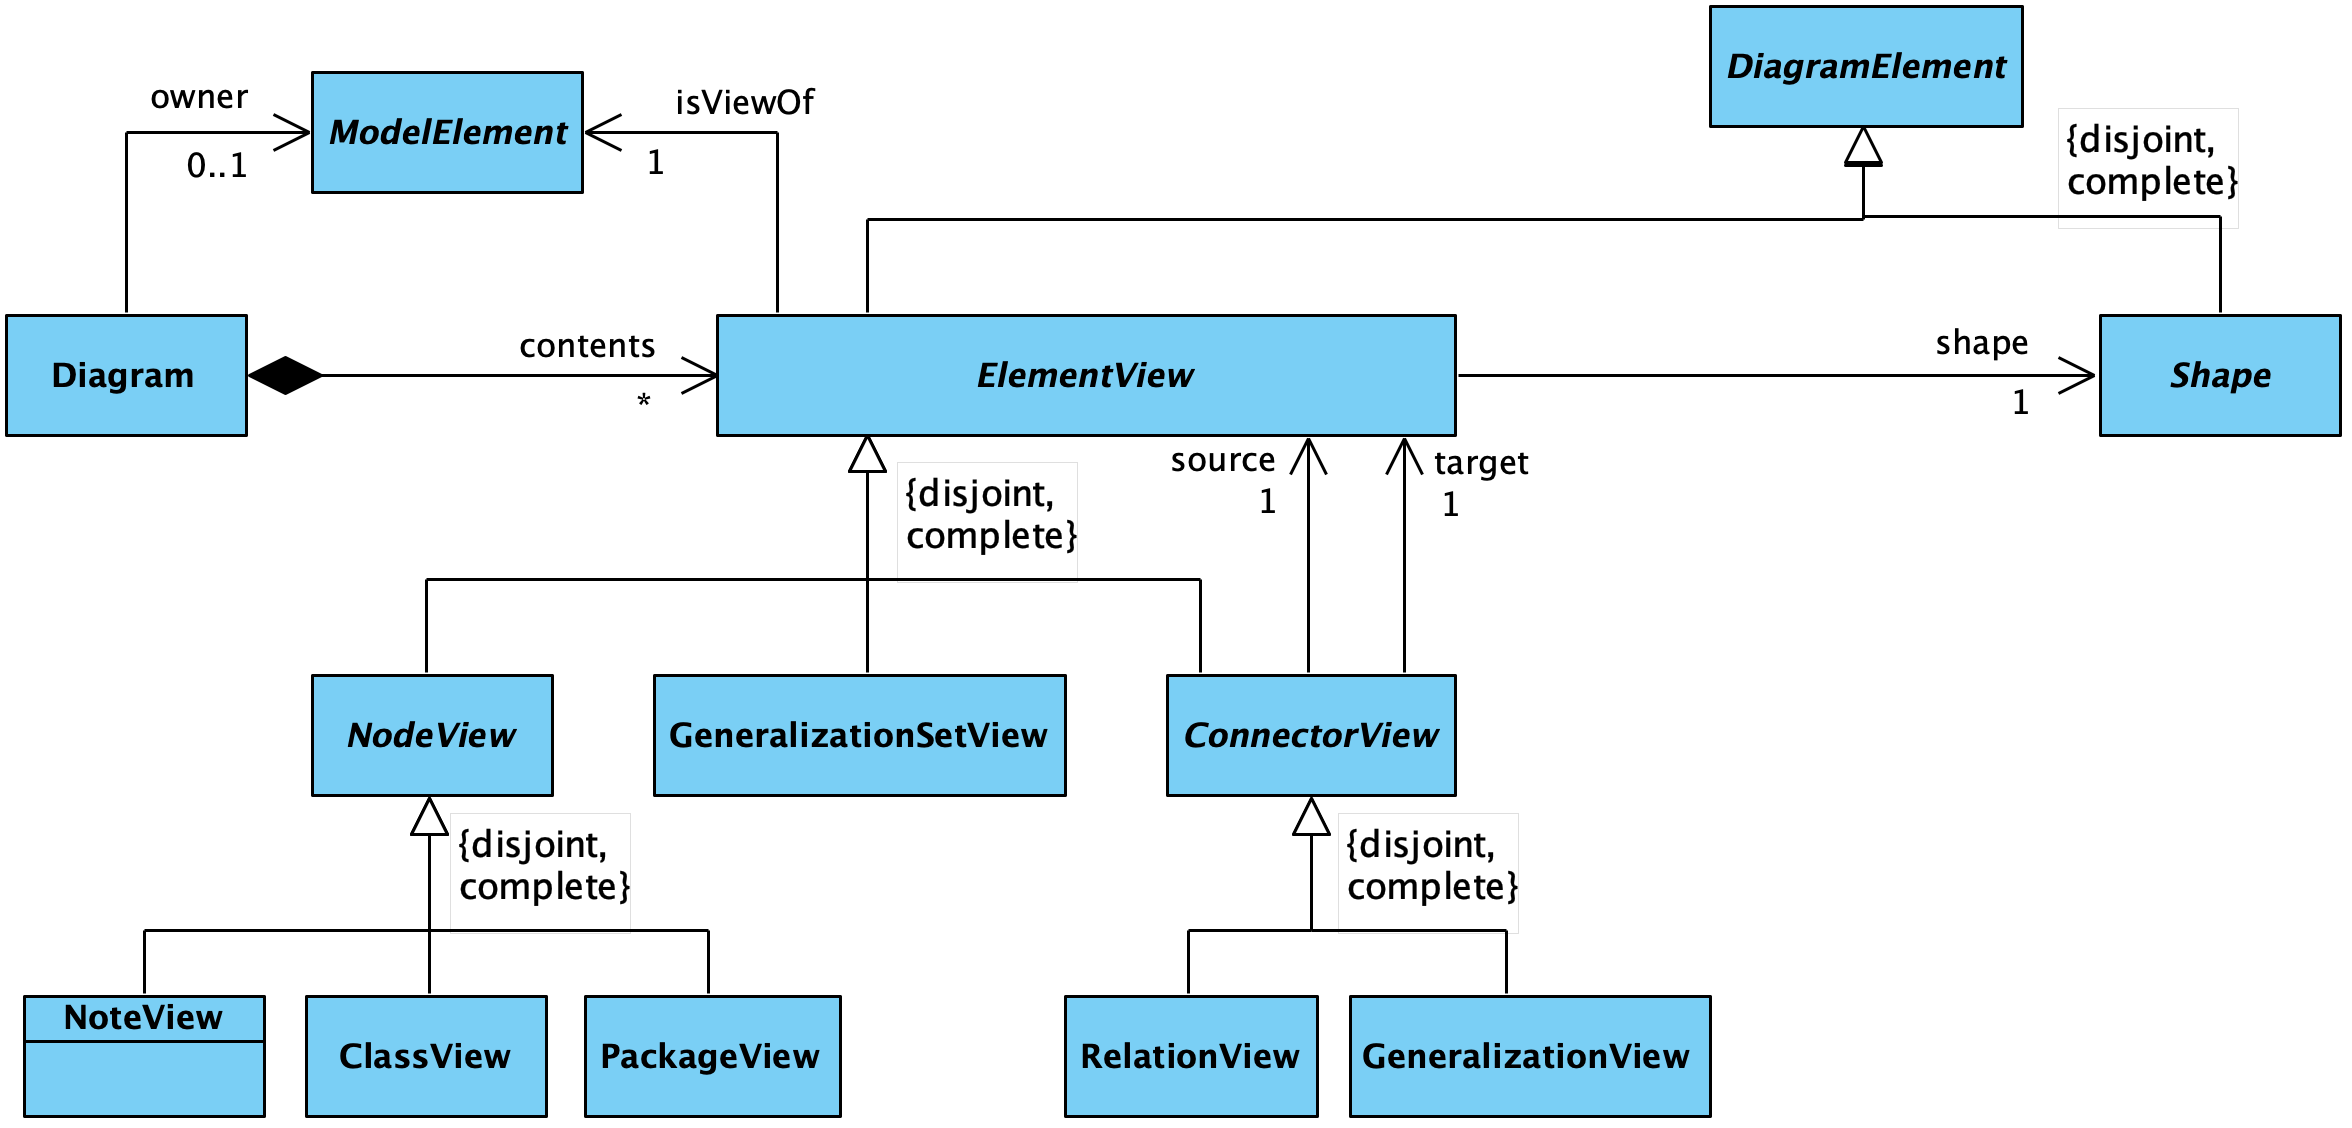 DiagramElement
owner
isViewOf
ModelElement
0..1
1
{disjoint,
complete}
Diagram
contents
*
ElementView
shape
1
Shape
{disjoint,
complete}
source
1
target
1
NodeView
GeneralizationSetView
ConnectorView
{disjoint,
complete}
{disjoint,
complete}
NoteView
ClassView
PackageView
RelationView
GeneralizationView